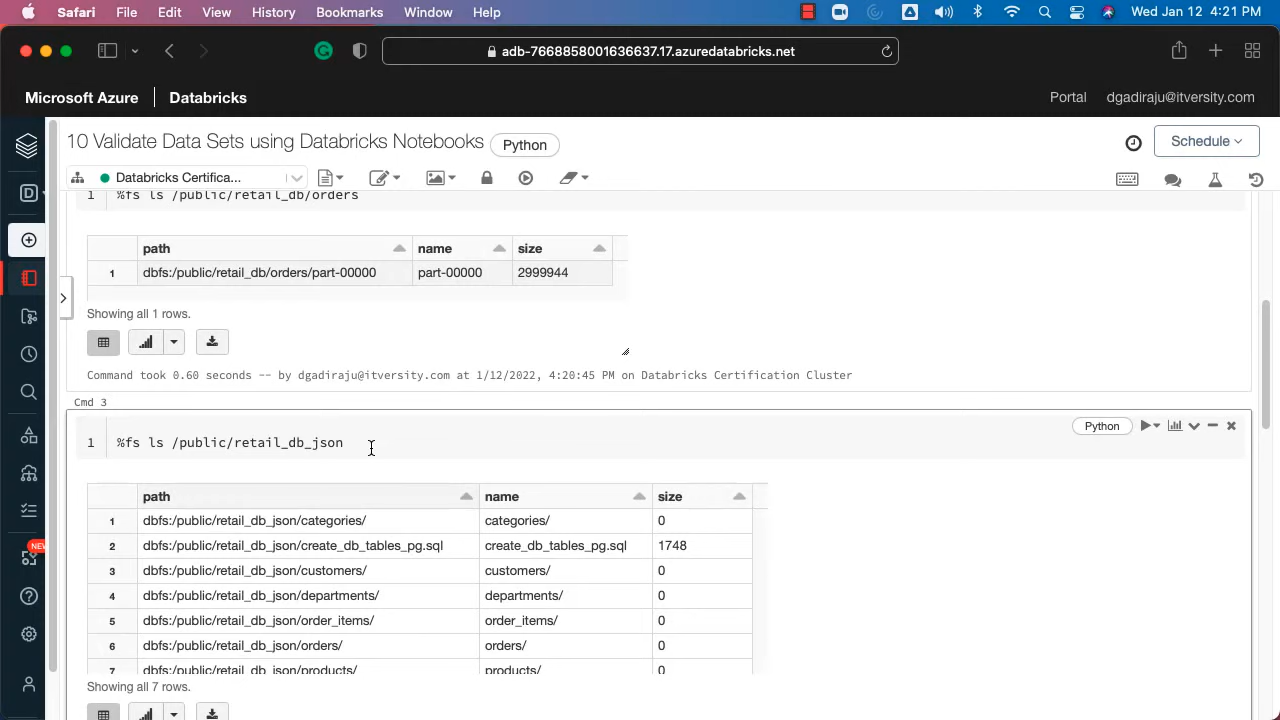 Safari File Edit View History Bookmarks Window Help Wed Jan 12 4:21 PM
adb-7668858001636637.17.azuredatabricks.net
Microsoft Azure Databricks Portal dgadiraju@itversity.com
10 Validate Data Sets using Databricks Notebooks Python Schedule
D Databricks Certifica...
1 %fs ls /public/retail_db/orders
path name size
1 dbfs:/public/retail_db/orders/part-00000 part-00000 2999944
Showing all 1 rows.
Command took 0.60 seconds -- by dgadiraju@itversity.com at 1/12/2022, 4:20:45 PM on Databricks Certification Cluster
Cmd 3
Python
1 %fs ls /public/retail_db_json
path name size
1 dbfs:/public/retail_db_json/categories/ categories/ 0
2 dbfs:/public/retail_db_json/create_db_tables_pg.sql create_db_tables_pg.sql 1748
3 dbfs:/public/retail_db_json/customers/ customers/ 0
NEW
4 dbfs:/public/retail_db_json/departments/ departments/ 0
5 dbfs:/public/retail_db_json/order_items/ order_items/ 0
6 dbfs:/public/retail_db_json/orders/ orders/ 0
7 dbfs:/public/retail_db_json/products/ products/ 0
Showing all 7 rows.